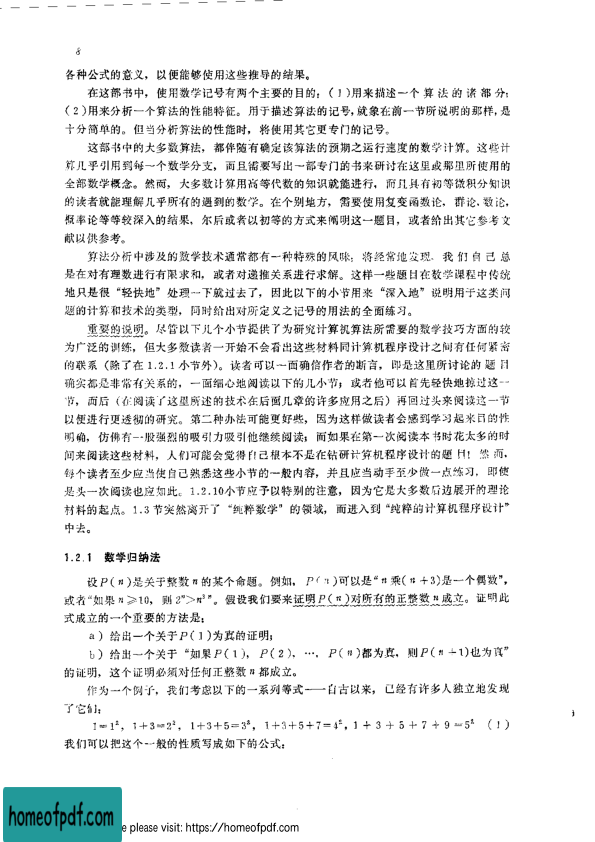 8
各种公式的意义，以便能够使用这些推导的结果。
在这部书中，使用数学记号有两个主要的目的：(1)用来描述一个算法的诸部分；
(2)用来分析一个算法的性能特征。用于描述算法的记号，就象在前一节所说明的那样，是
十分简单的。但当分析算法的性能时，将使用其它更专门的记号。
这部书中的大多数算法，都伴随有确定该算法的预期之运行速度的数学计算。这些计
算几乎引用到每一个数学分支，而且需要写出一部专门的书来研讨在这里或那里所使用的
全部数学概念。然而，大多数计算用高等代数的知识就能进行，而且具有初等微积分知识
的读者就能理解几乎所有的遇到的数学。在个别地方，需要使用复变函数论，群论，数论，
概率论等等较深入的结果，尔后或者以初等的方式来阐明这一题目，或者给出其它参考文
献以供参考。
算法分析中涉及的数学技术通常都有一种特殊的风味；将经常地发现，我们自己总
是在对有理数进行有限求和，或者对递推关系进行求解。这样一些题目在数学课程中传统
地只是很“轻快地”处理一下就过去了，因此以下的小节用来“深入地”说明用于这类问
题的计算和技术的类型，同时给出对所定义之记号的用法的全面练习。
重要的说明。尽管以下几个小节提供了为研究计算机算法所需要的数学技巧方面的较
为广泛的训练，但大多数读者一开始不会看出这些材料同计算机程序设计之间有任何紧密
的联系（除了在1.2.1小节外）。读者可以一面确信作者的断言，即是这里所讨论的题目
确实都是非常有关系的，一面细心地阅读以下的几小节；或者他可以首先轻快地掠过这一
节，而后（在阅读了这里所述的技术在后面几章的许多应用之后）再回过头来阅读这一节
以便进行更透彻的研究。第二种办法可能更好些，因为这样做读者会感到学习起来目的性
明确，仿佛有一股强烈的吸引力吸引他继续阅读；而如果在第一次阅读本书时花太多的时
间来阅读这些材料，人们可能会觉得自己根本不是在钻研计算机程序设计的题目！然而，
每个读者至少应当使自己熟悉这些小节的一般内容，并且应当动手至少做一点练习，即使
是头一次阅读也应如此。1.2.10小节应予以特别的注意，因为它是大多数后边展开的理论
材料的起点。1.3节突然离开了“纯粹数学”的领域，而进入到“纯粹的计算机程序设计”
中去。
1.2.1 数学归纳法
设P(n)是关于整数n的某个命题。例如，P(n)可以是“n乘(n+3)是一个偶数”，
或者“如果n≥10，则2ⁿ>n³”。假设我们要来证明P(n)对所有的正整数n成立。证明此
式成立的一个重要的方法是：
a）给出一个关于P(1)为真的证明；
b）给出一个关于“如果P(1)，P(2)，…，P(n)都为真，则P(n+1)也为真”
的证明，这个证明必须对任何正整数n都成立。
作为一个例子，我们考虑以下的一系列等式——自古以来，已经有许多人独立地发现
了它们：
1=1²，1+3=2²，1+3+5=3²，1+3+5+7=4²，1+3+5+7+9=5² (1)
我们可以把这个一般的性质写成如下的公式：
homeofpdf.com
e please visit: https://homeofpdf.com